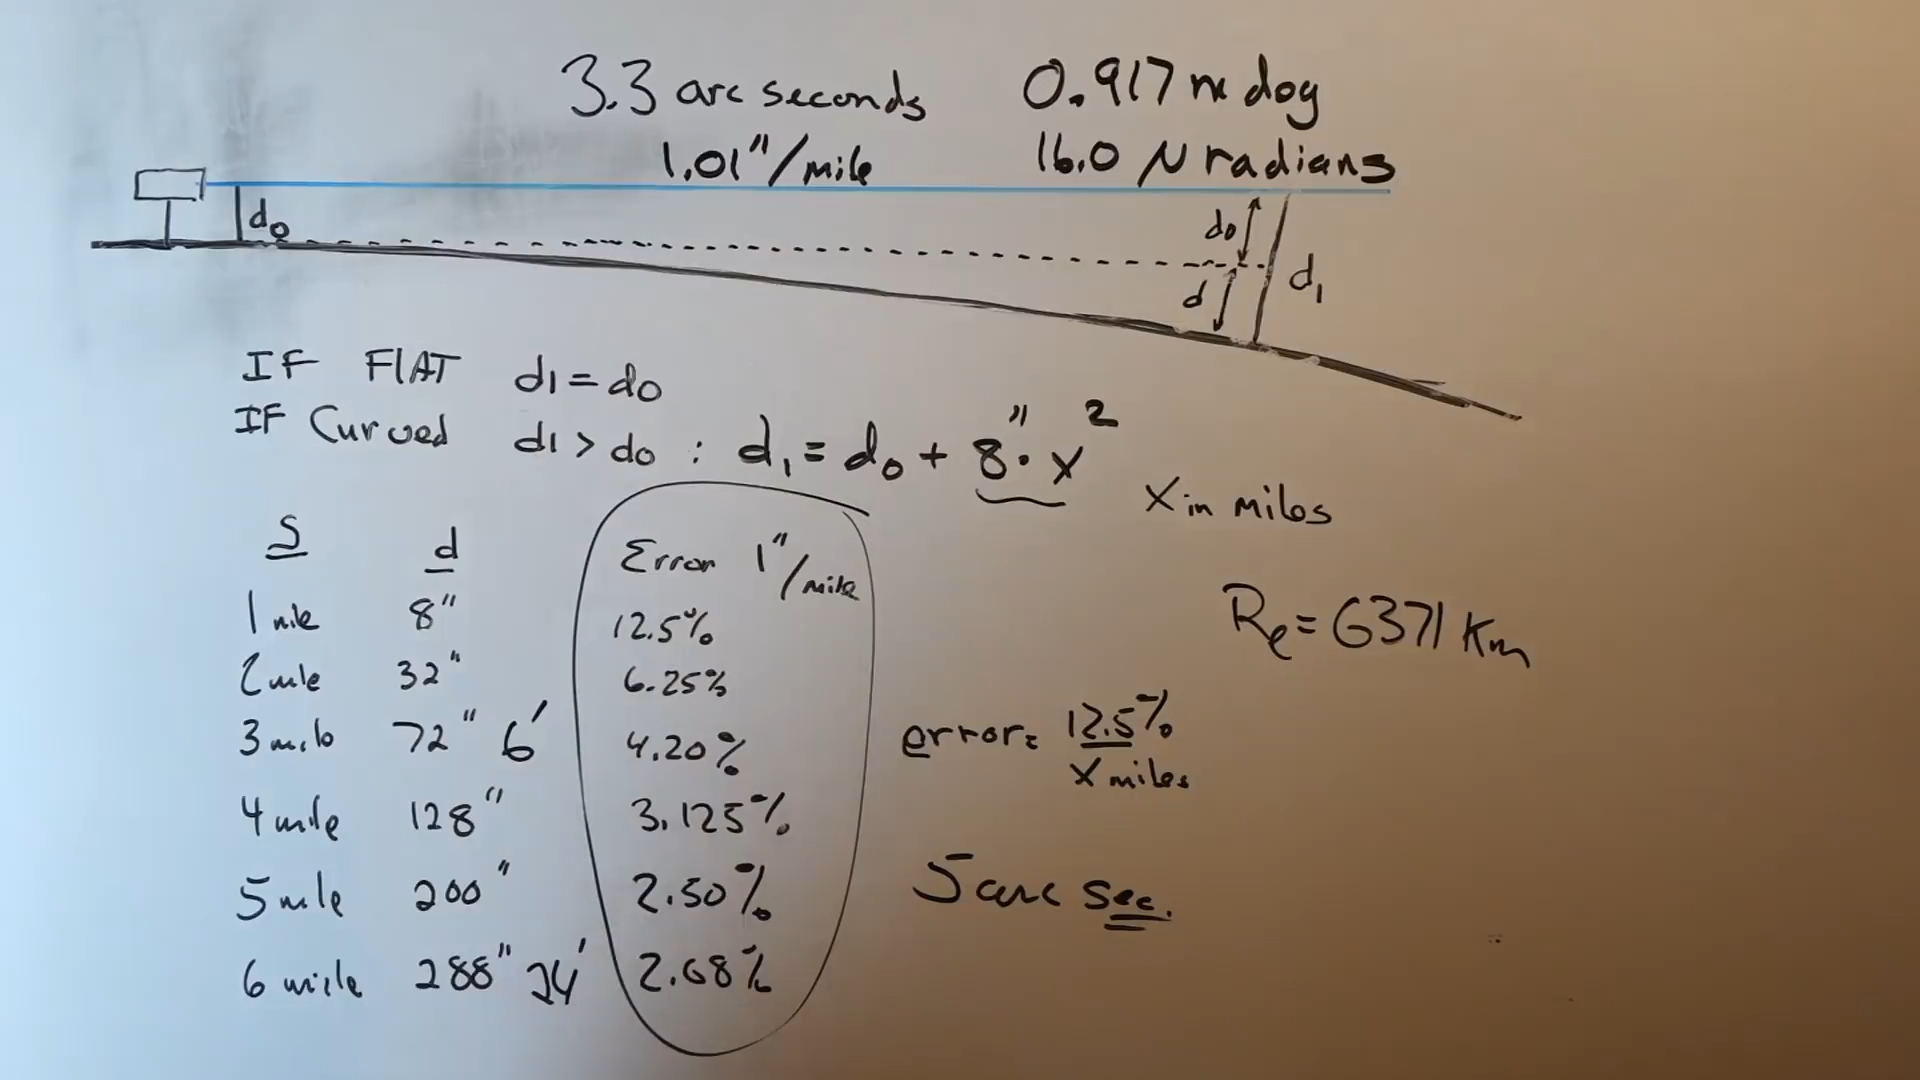 3.3 arc seconds 0.917 m deg
1.01"/mile 16.0 μ radians
d₀
d₀
d₁
d
IF FLAT d₁ = d₀
IF Curved d₁ > d₀ : d₁ = d₀ + 8"·x²
X in miles
S d Error 1"/mile
1 mile 8" 12.5%
2 mile 32" 6.25%
3 mile 72" 6' 4.20%
4 mile 128" 3.125%
5 mile 200" 2.50%
6 mile 288" 24' 2.08%
Re = 6371 Km
error = 12.5%
X miles
5 arc sec.